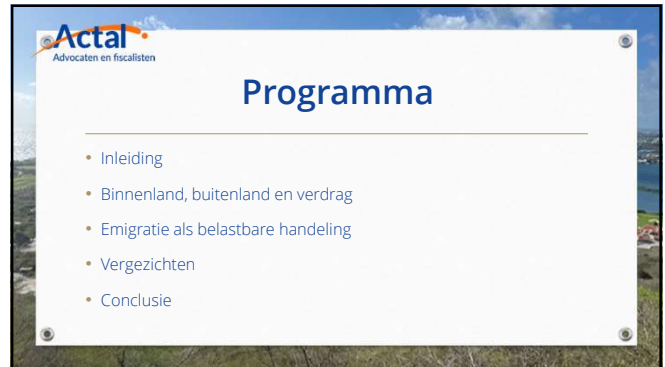 Actal
Advocaten en fiscalisten
Programma
• Inleiding
• Binnenland, buitenland en verdrag
• Emigratie als belastbare handeling
• Vergezichten
• Conclusie